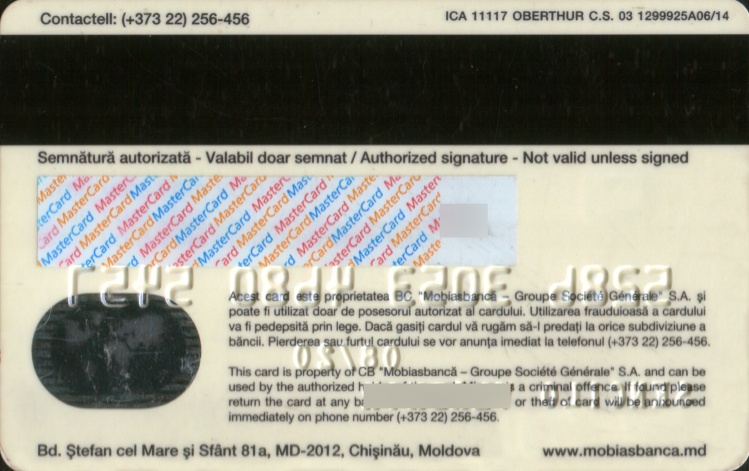 Contactell: (+373 22) 256-456
ICA 11117 OBERTHUR C.S. 03 1299925A06/14
Semnătură autorizată - Valabil doar semnat / Authorized signature - Not valid unless signed
MasterCard MasterCard MasterCard MasterCard MasterCard
Acest card este proprietatea BC "Mobiasbancă - Groupe Société Générale" S.A. şi
poate fi utilizat doar de posesorul autorizat al cardului. Utilizarea frauduloasă a cardului
va fi pedepsită prin lege. Dacă gasiţi cardul vă rugăm să-l predaţi la orice subdiviziune a
băncii. Pierderea sau furtul cardului se vor anunţa imediat la telefonul (+373 22) 256-456.
This card is property of CB "Mobiasbancă – Groupe Société Générale" S.A. and can be
used by the authorized a criminal offence. If found please
return the card at any or theft of card will be announced
immediately on phone number (+373 22) 256-456.
Bd. Ştefan cel Mare şi Sfânt 81a, MD-2012, Chişinău, Moldova
www.mobiasbanca.md